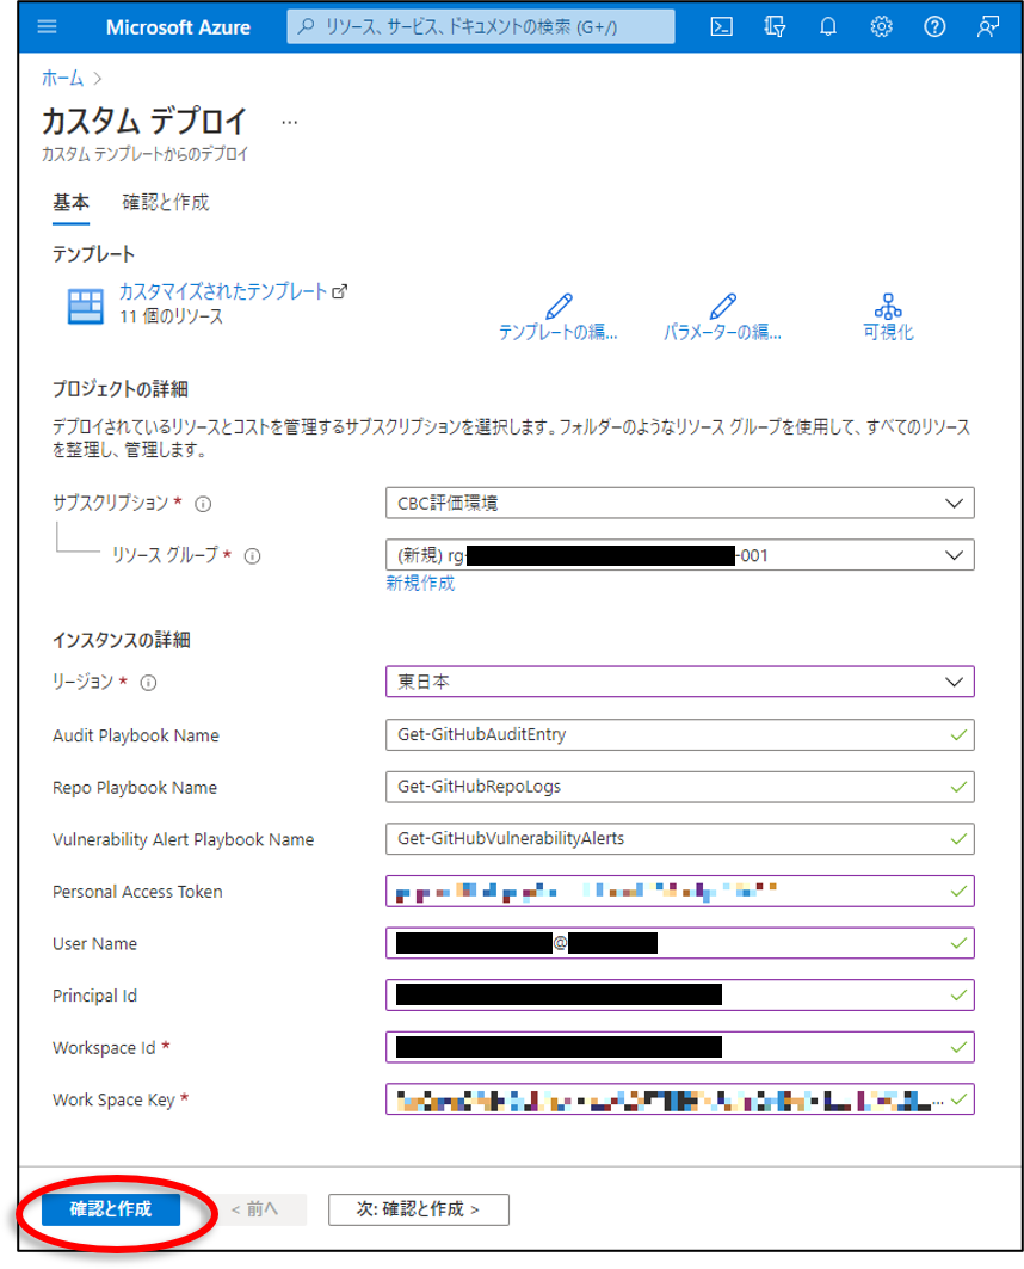 Microsoft Azure
リソース、サービス、ドキュメントの検索 (G+/)
ホーム >
カスタム デプロイ ...
カスタム テンプレートからのデプロイ
基本 確認と作成
テンプレート
カスタマイズされたテンプレート
11 個のリソース
テンプレートの編... パラメーターの編... 可視化
プロジェクトの詳細
デプロイされているリソースとコストを管理するサブスクリプションを選択します。フォルダーのようなリソース グループを使用して、すべてのリソース
を整理し、管理します。
サブスクリプション * CBC評価環境
リソース グループ * (新規) rg- -001
新規作成
インスタンスの詳細
リージョン * 東日本
Audit Playbook Name Get-GitHubAuditEntry
Repo Playbook Name Get-GitHubRepoLogs
Vulnerability Alert Playbook Name Get-GitHubVulnerabilityAlerts
Personal Access Token
User Name @
Principal Id
Workspace Id *
Work Space Key * ...
確認と作成 < 前へ 次: 確認と作成 >